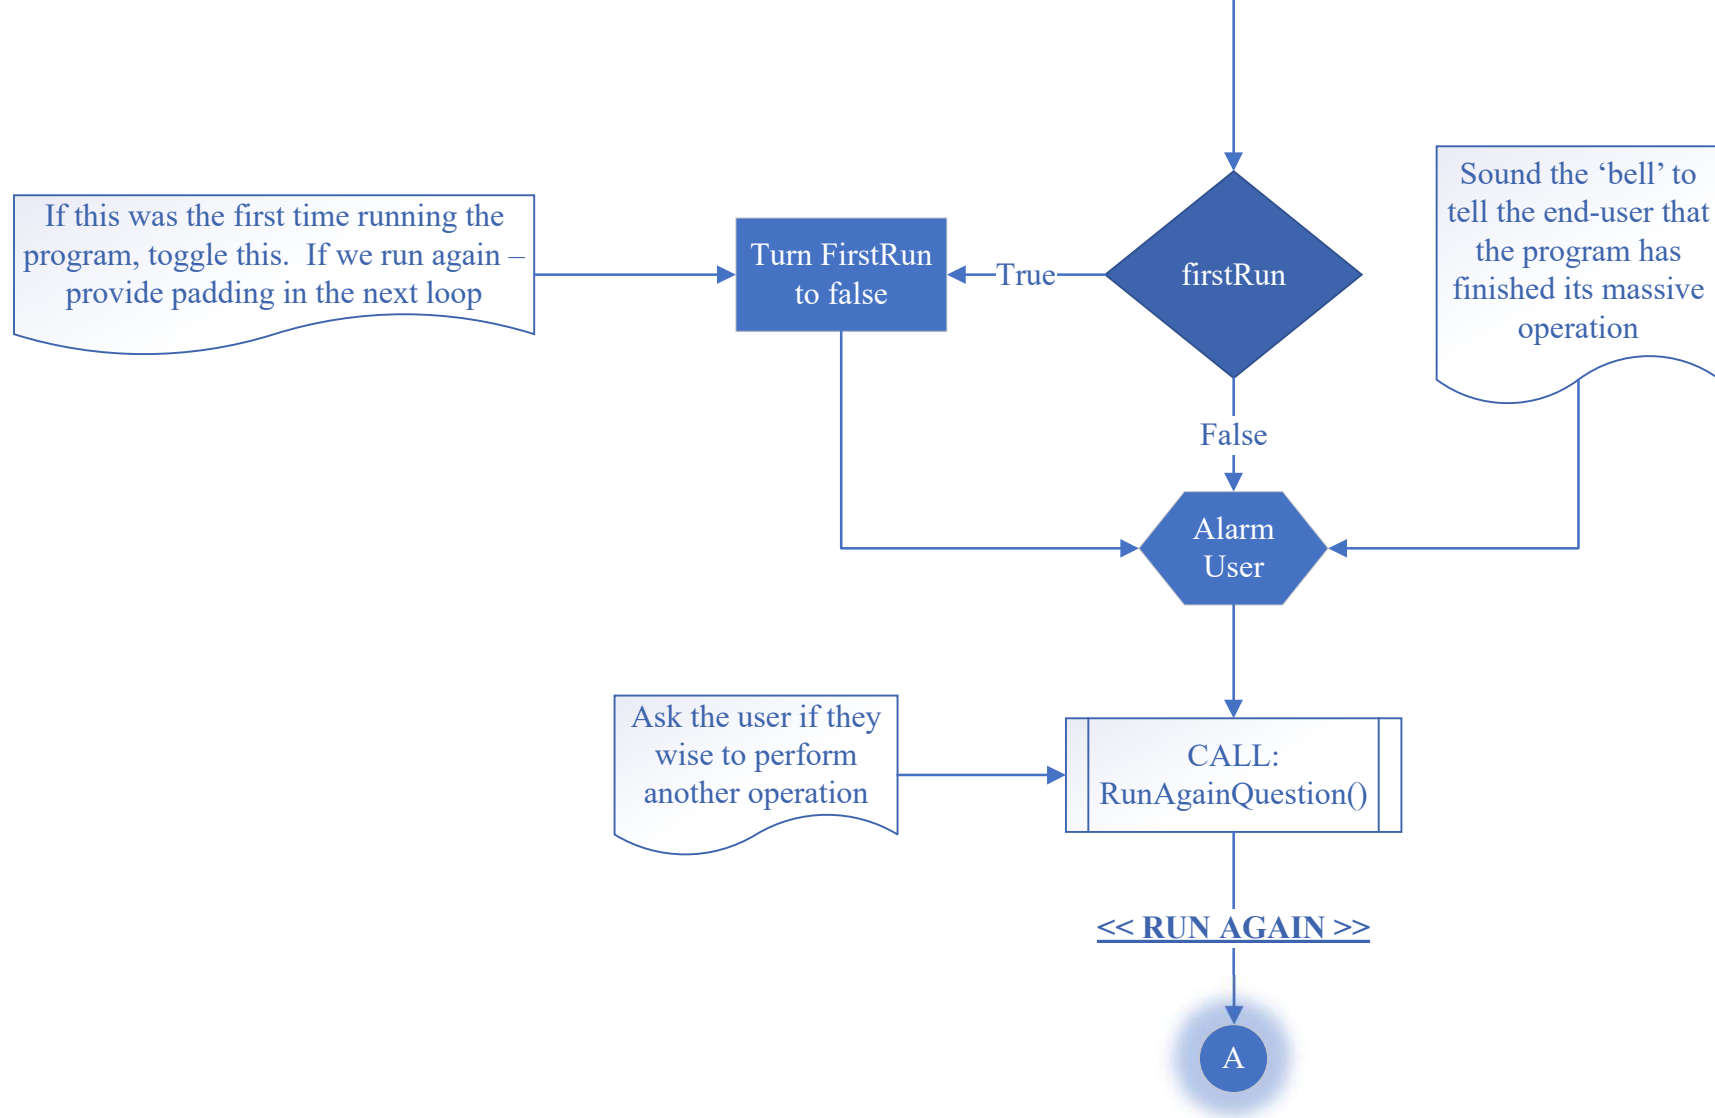 If this was the first time running the
program, toggle this.  If we run again –
provide padding in the next loop
Turn FirstRun
to false
True
firstRun
Sound the ‘bell’ to
tell the end-user that
the program has
finished its massive
operation
False
Alarm
User
Ask the user if they
wise to perform
another operation
CALL:
RunAgainQuestion()
<< RUN AGAIN >>
A